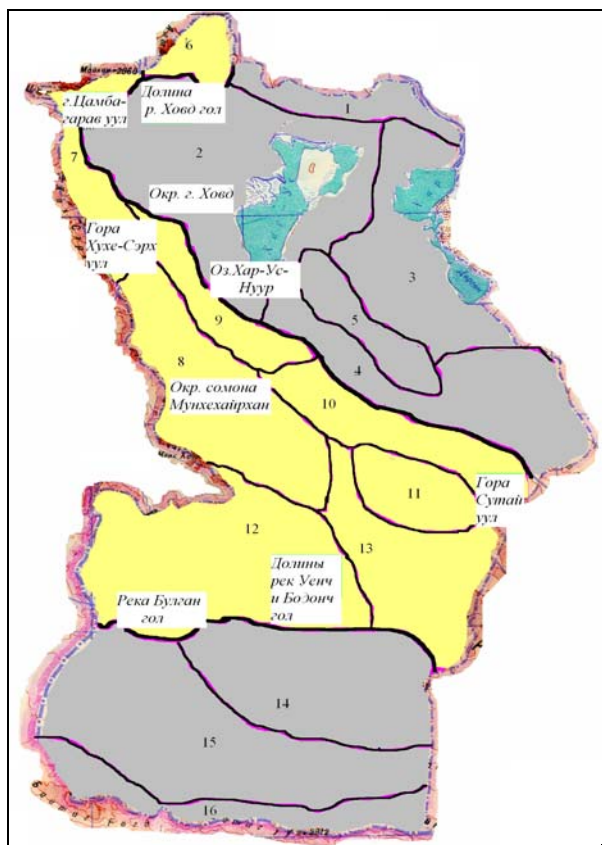 6
г.Цамба-
гарав уул
Долина
р. Ховд гол
1
2
7
Окр. г. Ховд
Гора
Хухе-Сэрх
уул
Оз.Хар-Ус-
Нуур
3
5
9
4
8
Окр. сомона
Мунхехайрхан
10
11
Гора
Сутай
уул
12
13
Долины
рек Уенч
и Бодонч
гол
Река Булган
гол
14
15
16